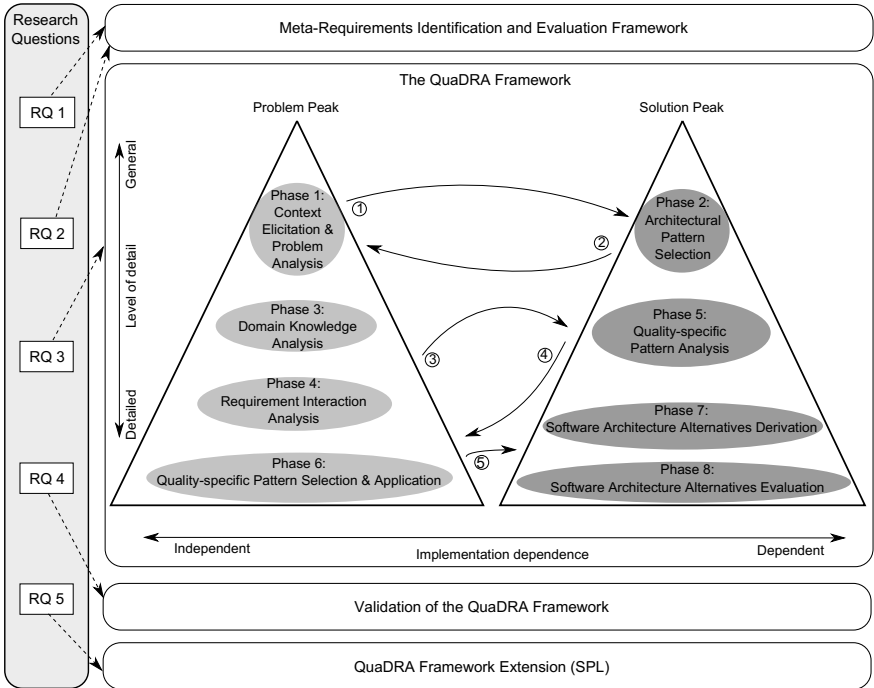 Research
Questions
RQ 1
RQ 2
RQ 3
RQ 4
RQ 5
Meta-Requirements Identification and Evaluation Framework
The QuaDRA Framework
Problem Peak
Solution Peak
General
Level of detail
Detailed
Phase 1:
Context
Elicitation &
Problem
Analysis
Phase 3:
Domain Knowledge
Analysis
Phase 4:
Requirement Interaction
Analysis
Phase 6:
Quality-specific Pattern Selection & Application
1
2
3
4
5
Phase 2:
Architectural
Pattern
Selection
Phase 5:
Quality-specific
Pattern Analysis
Phase 7:
Software Architecture Alternatives Derivation
Phase 8:
Software Architecture Alternatives Evaluation
Independent
Implementation dependence
Dependent
Validation of the QuaDRA Framework
QuaDRA Framework Extension (SPL)